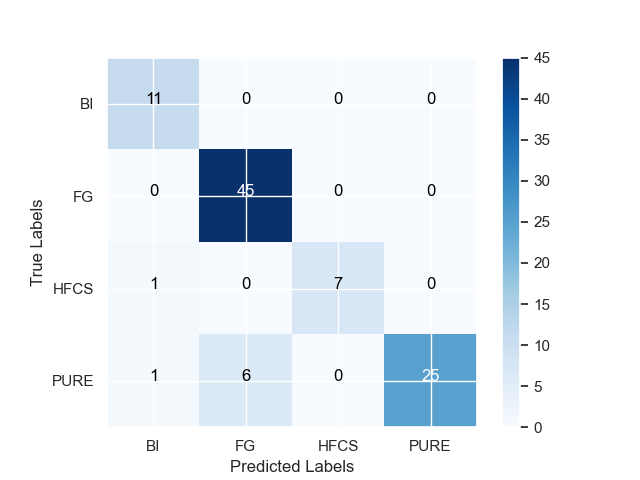 BI 11 0 0 0
FG 0 45 0 0
HFCS 1 0 7 0
PURE 1 6 0 25
BI FG HFCS PURE
Predicted Labels
True Labels
45
40
35
30
25
20
15
10
5
0